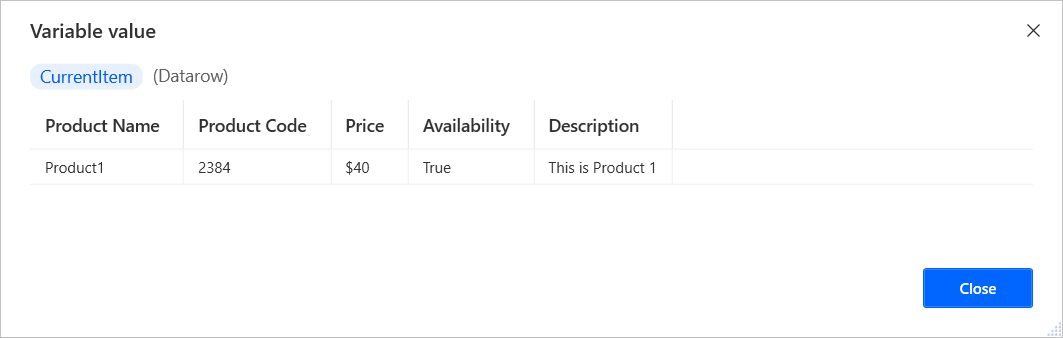 Variable value
CurrentItem (Datarow)
Product Name Product Code Price Availability Description
Product1 2384 $40 True This is Product 1
Close